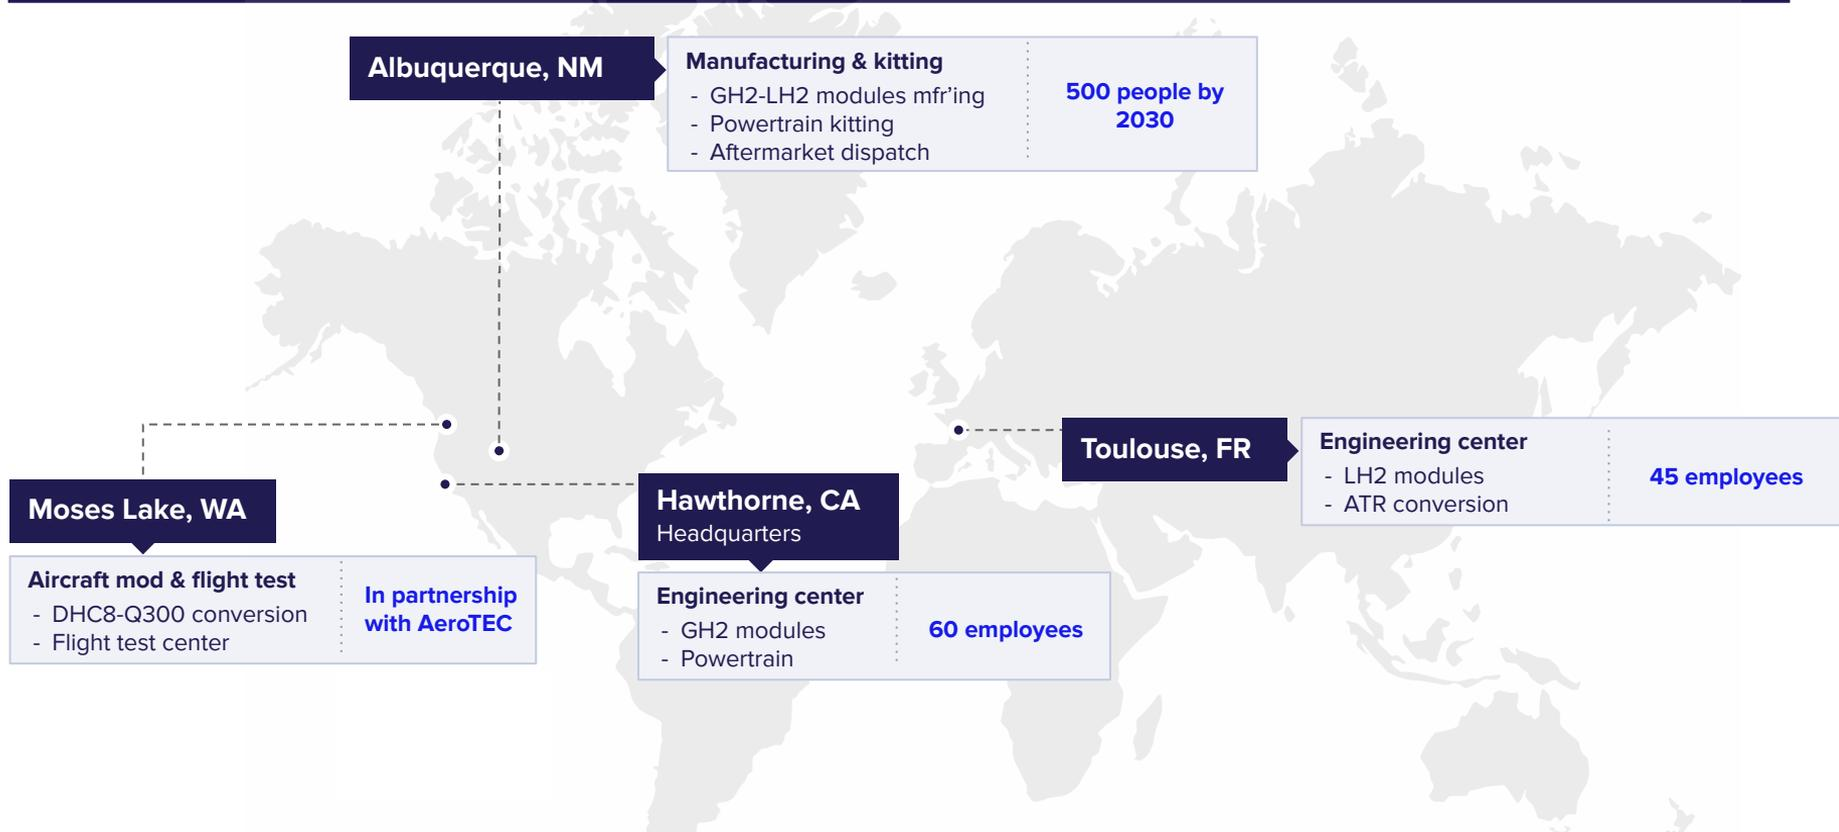 Albuquerque, NM
Manufacturing & kitting
- GH2-LH2 modules mfr’ing
- Powertrain kitting
- Aftermarket dispatch
500 people by
2030
Moses Lake, WA
Aircraft mod & flight test
- DHC8-Q300 conversion
- Flight test center
In partnership
with AeroTEC
Hawthorne, CA
Headquarters
Engineering center
- GH2 modules
- Powertrain
60 employees
Toulouse, FR
Engineering center
- LH2 modules
- ATR conversion
45 employees